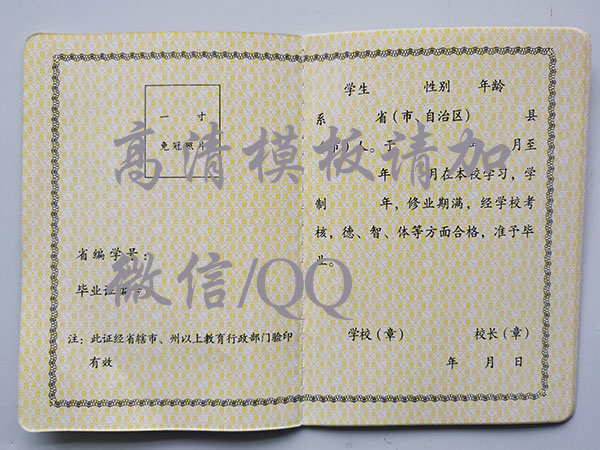 一 寸
免冠照片
省编学号：
毕业证
注：此证经省辖市、州以上教育行政部门验印
有效
学生 性别 年龄
系 省（市、自治区） 县
）人。于 月至
年 月在本校学习，学
制 年，修业期满，经学校考
核，德、智、体等方面合格，准予毕
业。
学校（章） 校长（章）
年 月 日
高清模板请加
微信/QQ